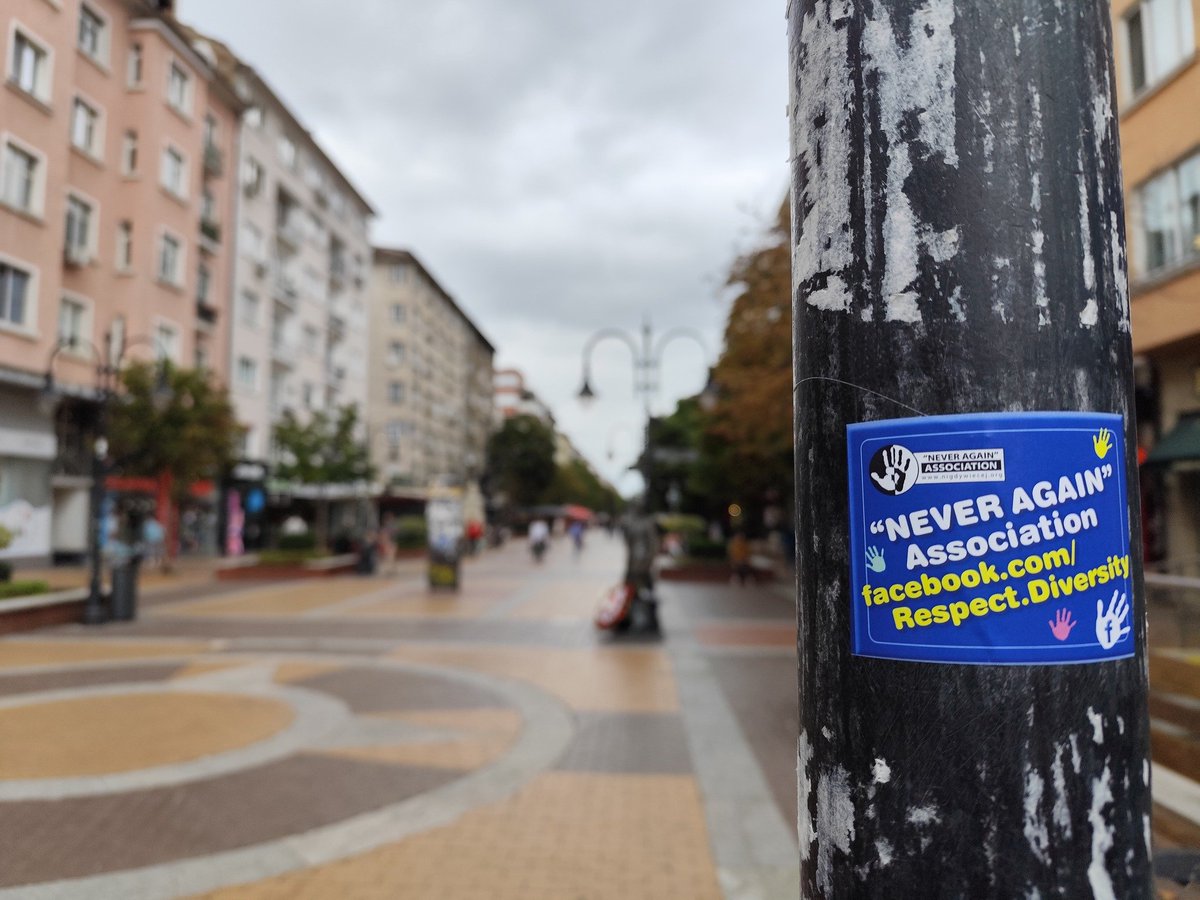 "NEVER AGAIN"
ASSOCIATION
www.nigdywiecej.org
"NEVER AGAIN"
Association
facebook.com/
Respect.Diversity